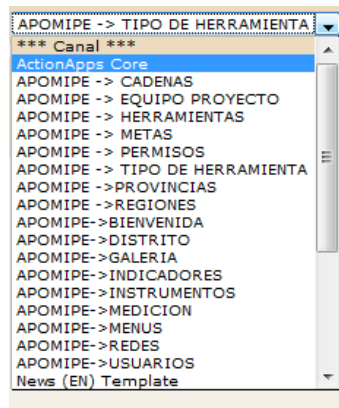 APOMIPE -> TIPO DE HERRAMIENTA
*** Canal ***
ActionApps Core
APOMIPE -> CADENAS
APOMIPE -> EQUIPO PROYECTO
APOMIPE -> HERRAMIENTAS
APOMIPE -> METAS
APOMIPE -> PERMISOS
APOMIPE -> TIPO DE HERRAMIENTA
APOMIPE ->PROVINCIAS
APOMIPE ->REGIONES
APOMIPE->BIENVENIDA
APOMIPE->DISTRITO
APOMIPE->GALERIA
APOMIPE->INDICADORES
APOMIPE->INSTRUMENTOS
APOMIPE->MEDICION
APOMIPE->MENUS
APOMIPE->REDES
APOMIPE->USUARIOS
News (EN) Template